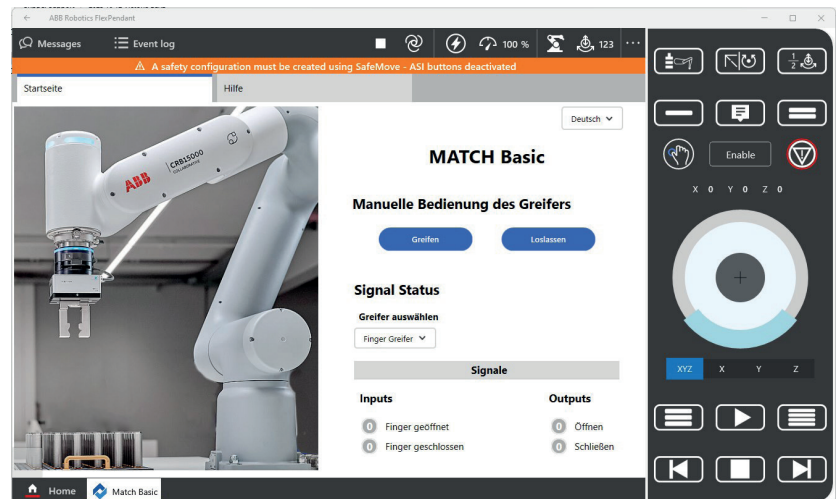 ABB Robotics FlexPendant
Messages
Event log
100 %
123
A safety configuration must be created using SafeMove - ASI buttons deactivated
Startseite
Hilfe
Deutsch
MATCH Basic
Manuelle Bedienung des Greifers
Greifen
Loslassen
Signal Status
Greifer auswählen
Finger Greifer
Signale
Inputs
Outputs
0 Finger geöffnet
0 Öffnen
0 Finger geschlossen
0 Schließen
ABB
CRB15000
COLLABORATIVE
Home
Match Basic
1
2
Enable
X 0 Y 0 Z 0
XYZ X Y Z